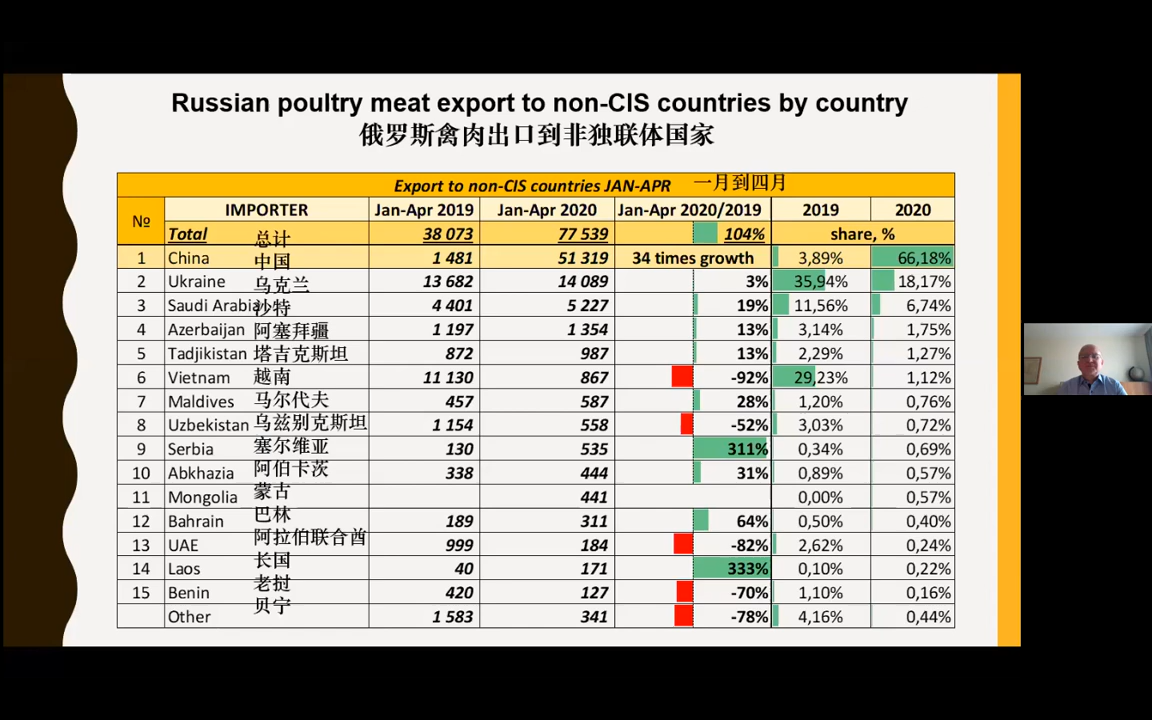 Russian poultry meat export to non-CIS countries by country
俄罗斯禽肉出口到非独联体国家
Export to non-CIS countries JAN-APR 一月到四月
№ IMPORTER Jan-Apr 2019 Jan-Apr 2020 Jan-Apr 2020/2019 2019 2020
Total 总计 38 073 77 539 104% share, %
1 China 中国 1 481 51 319 34 times growth 3,89% 66,18%
2 Ukraine 乌克兰 13 682 14 089 3% 35,94% 18,17%
3 Saudi Arabia 沙特 4 401 5 227 19% 11,56% 6,74%
4 Azerbaijan 阿塞拜疆 1 197 1 354 13% 3,14% 1,75%
5 Tadjikistan 塔吉克斯坦 872 987 13% 2,29% 1,27%
6 Vietnam 越南 11 130 867 -92% 29,23% 1,12%
7 Maldives 马尔代夫 457 587 28% 1,20% 0,76%
8 Uzbekistan 乌兹别克斯坦 1 154 558 -52% 3,03% 0,72%
9 Serbia 塞尔维亚 130 535 311% 0,34% 0,69%
10 Abkhazia 阿伯卡茨 338 444 31% 0,89% 0,57%
11 Mongolia 蒙古 441 0,00% 0,57%
12 Bahrain 巴林 189 311 64% 0,50% 0,40%
13 UAE 阿拉伯联合酋 999 184 -82% 2,62% 0,24%
14 Laos 长国 40 171 333% 0,10% 0,22%
15 Benin 老挝 420 127 -70% 1,10% 0,16%
Other 贝宁 1 583 341 -78% 4,16% 0,44%